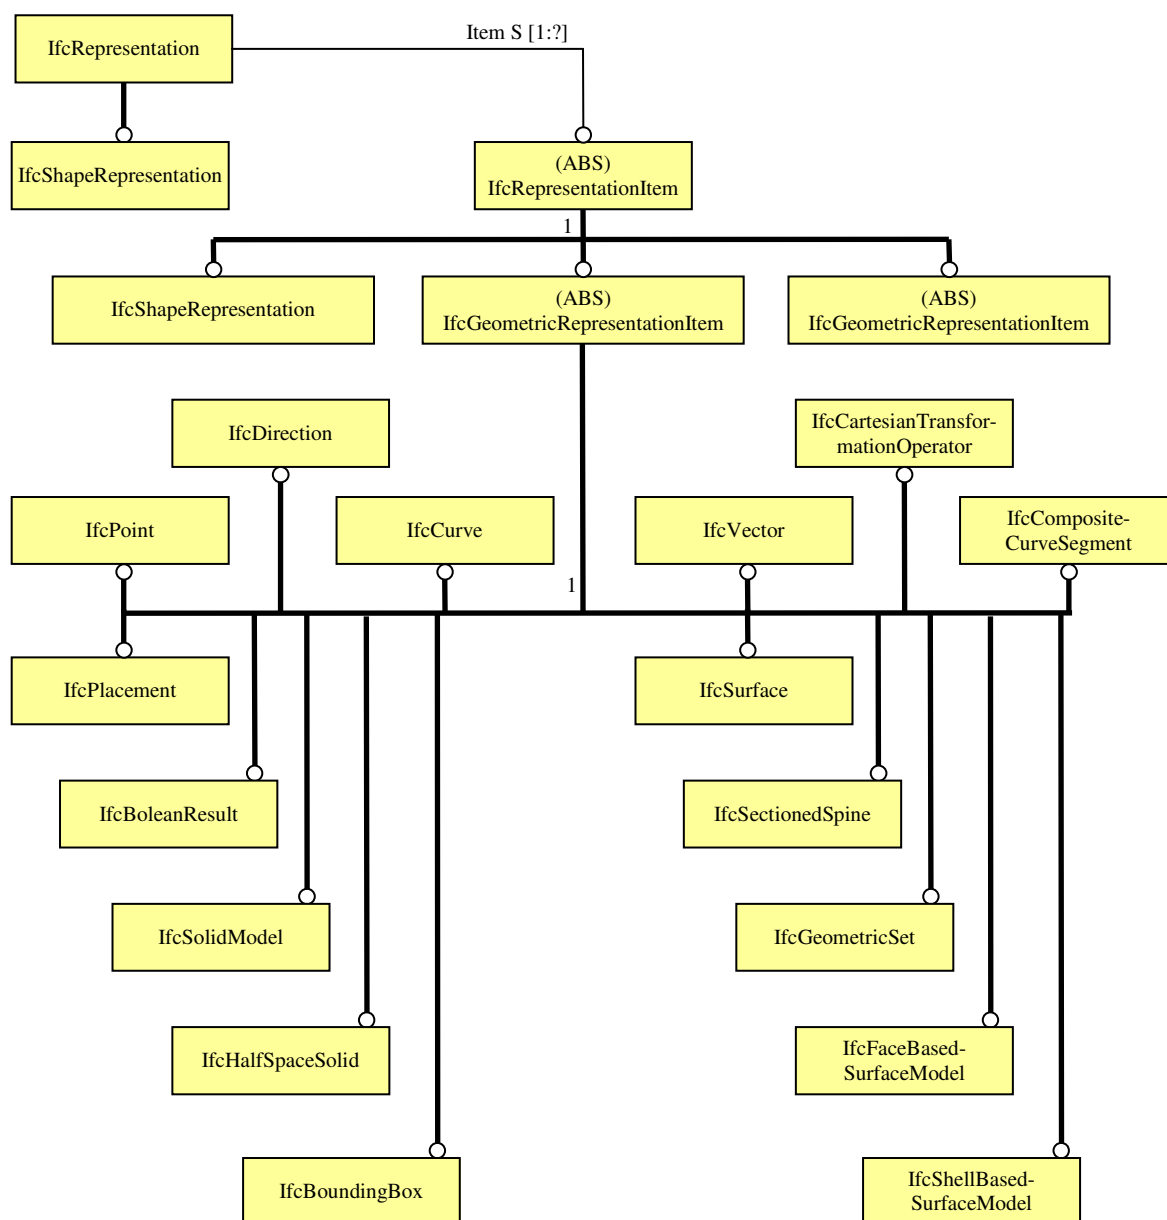 Item S [1:?]
IfcRepresentation
IfcShapeRepresentation
(ABS)
IfcRepresentationItem
1
IfcShapeRepresentation
(ABS)
IfcGeometricRepresentationItem
(ABS)
IfcGeometricRepresentationItem
IfcDirection
IfcCartesianTransfor-
mationOperator
IfcPoint
IfcCurve
IfcVector
IfcComposite-
CurveSegment
1
IfcPlacement
IfcSurface
IfcBoleanResult
IfcSectionedSpine
IfcSolidModel
IfcGeometricSet
IfcHalfSpaceSolid
IfcFaceBased-
SurfaceModel
IfcBoundingBox
IfcShellBased-
SurfaceModel